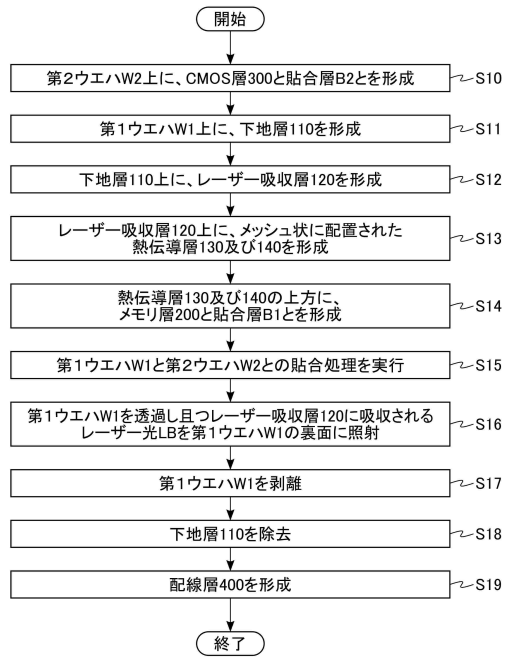 開始
第２ウエハW2上に、CMOS層300と貼合層B2とを形成
S10
第１ウエハW1上に、下地110を形成
S11
下地層110上に、レーザー吸収層120を形成
S12
レーザー吸収層120上に、メッシュ状に配置された
熱伝導層130及び140を形成
S13
熱伝導層130及び140の上方に、
メモリ層200と貼合層B1とを形成
S14
第１ウエハW1と第２ウエハW2との貼合処理を実行
S15
第１ウエハW1を透過し且つレーザー吸収層120に吸収される
レーザー光LBを第１ウエハW1の裏面に照射
S16
第１ウエハW1を剥離
S17
下地層110を除去
S18
配線層400を形成
S19
終了